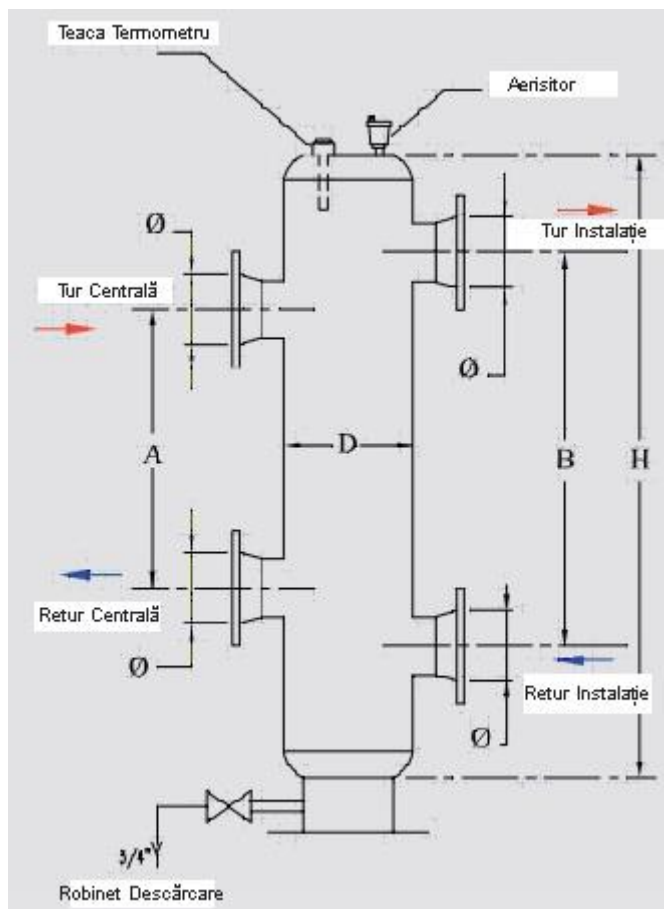 Teaca Termometru
Aerisitor
Ø
Tur Instalație
Tur Centrală
Ø
A
D
B
H
Retur Centrală
Ø
Retur Instalație
Ø
3/4"
Robinet Descărcare